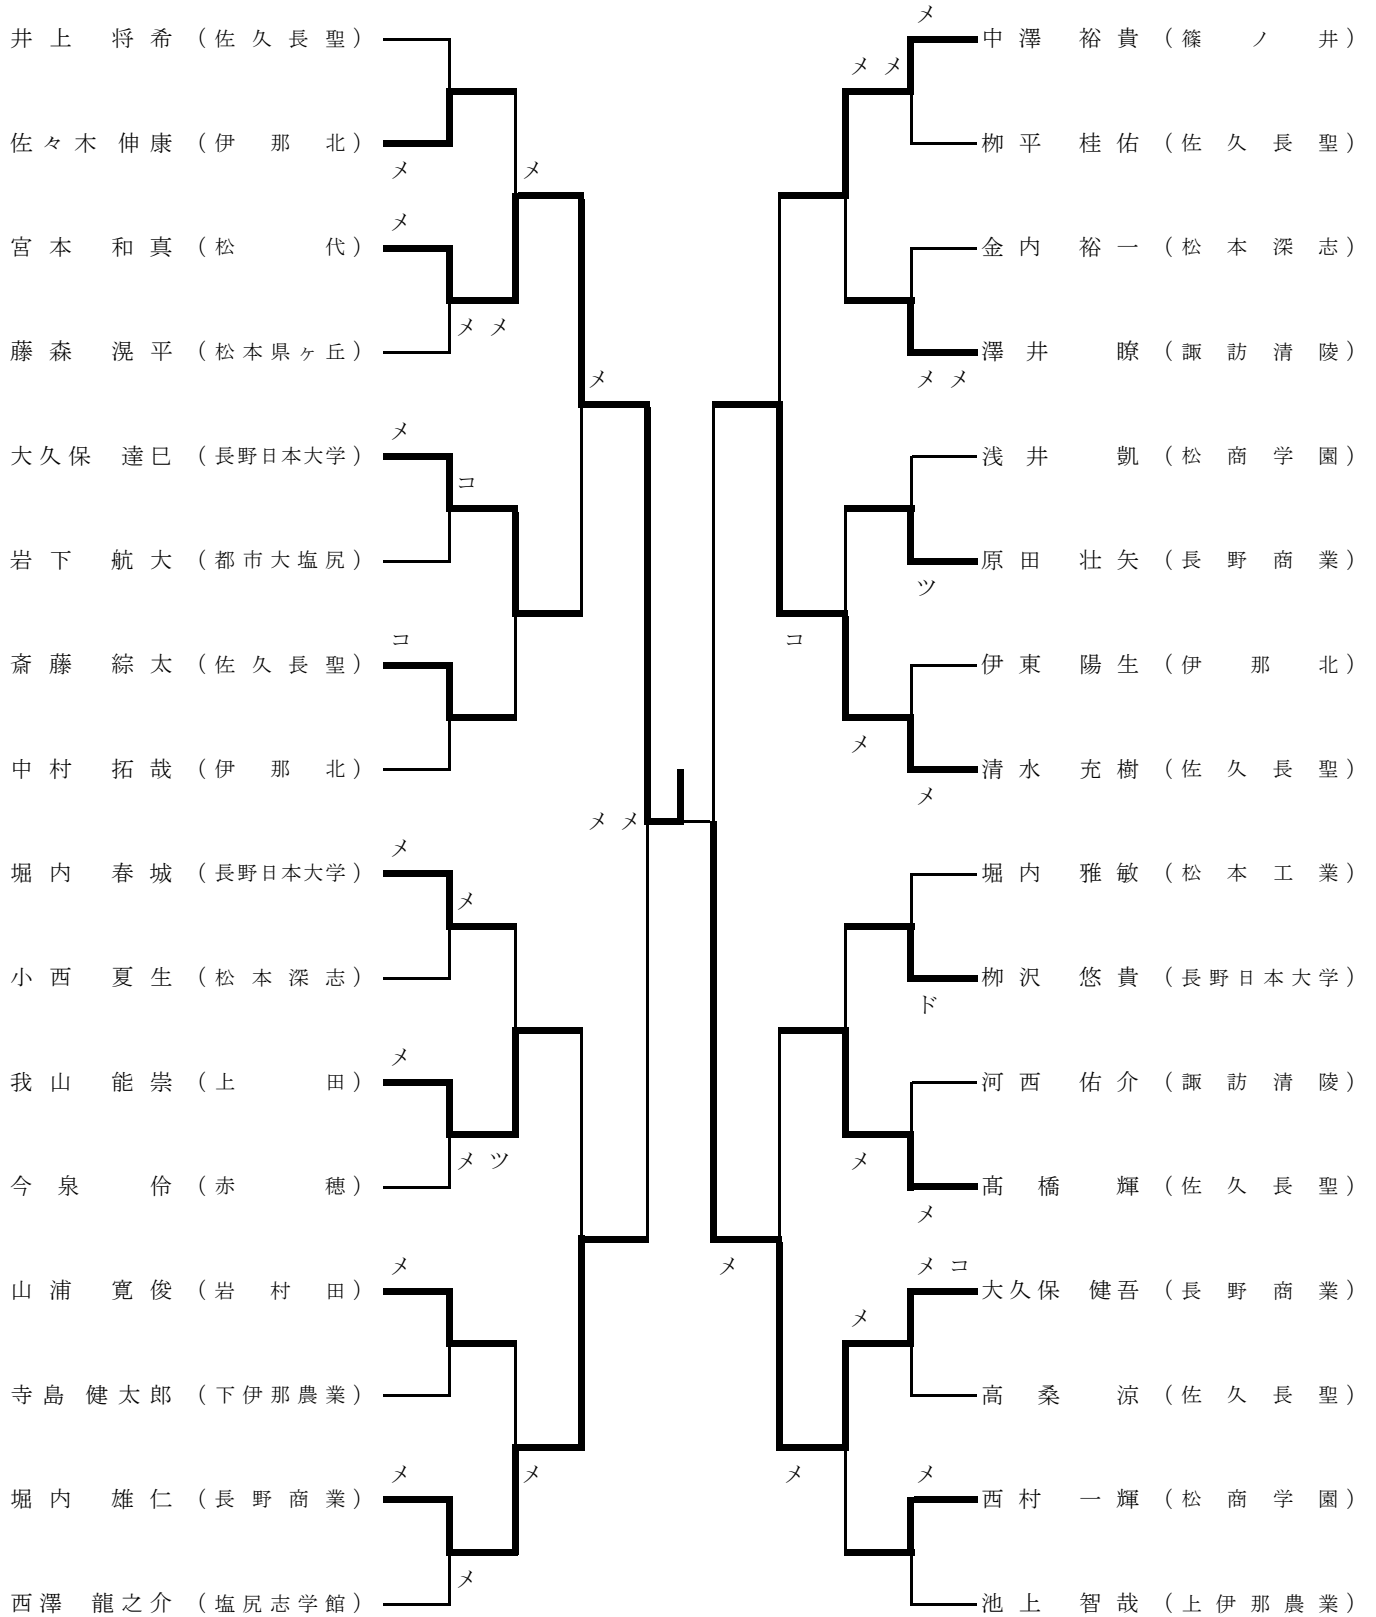 メ
井上 将希 (佐久長聖)
中澤 裕貴 (篠ノ井)
メ メ
佐々木 伸康 (伊那北)
栁平 桂佑 (佐久長聖)
メ
メ
メ
宮本 和真 (松代)
金内 裕一 (松本深志)
メ メ
藤森 滉平 (松本県ヶ丘)
澤井 瞭 (諏訪清陵)
メ
メ メ
メ
大久保 達巳 (長野日本大学)
浅井 凱 (松商学園)
コ
岩下 航大 (都市大塩尻)
原田 壮矢 (長野商業)
ツ
コ
コ
斎藤 綜太 (佐久長聖)
伊東 陽生 (伊那北)
メ
中村 拓哉 (伊那北)
清水 充樹 (佐久長聖)
メ
メ メ
メ
堀内 春城 (長野日本大学)
堀内 雅敏 (松本工業)
メ
小西 夏生 (松本深志)
栁沢 悠貴 (長野日本大学)
ド
メ
我山 能崇 (上田)
河西 佑介 (諏訪清陵)
メ ツ
メ
今泉 伶 (赤穂)
髙橋 輝 (佐久長聖)
メ
メ
メ
メ コ
山浦 寛俊 (岩村田)
大久保 健吾 (長野商業)
メ
寺島 健太郎 (下伊那農業)
高桑 涼 (佐久長聖)
メ
メ
メ
メ
堀内 雄仁 (長野商業)
西村 一輝 (松商学園)
メ
西澤 龍之介 (塩尻志学館)
池上 智哉 (上伊那農業)